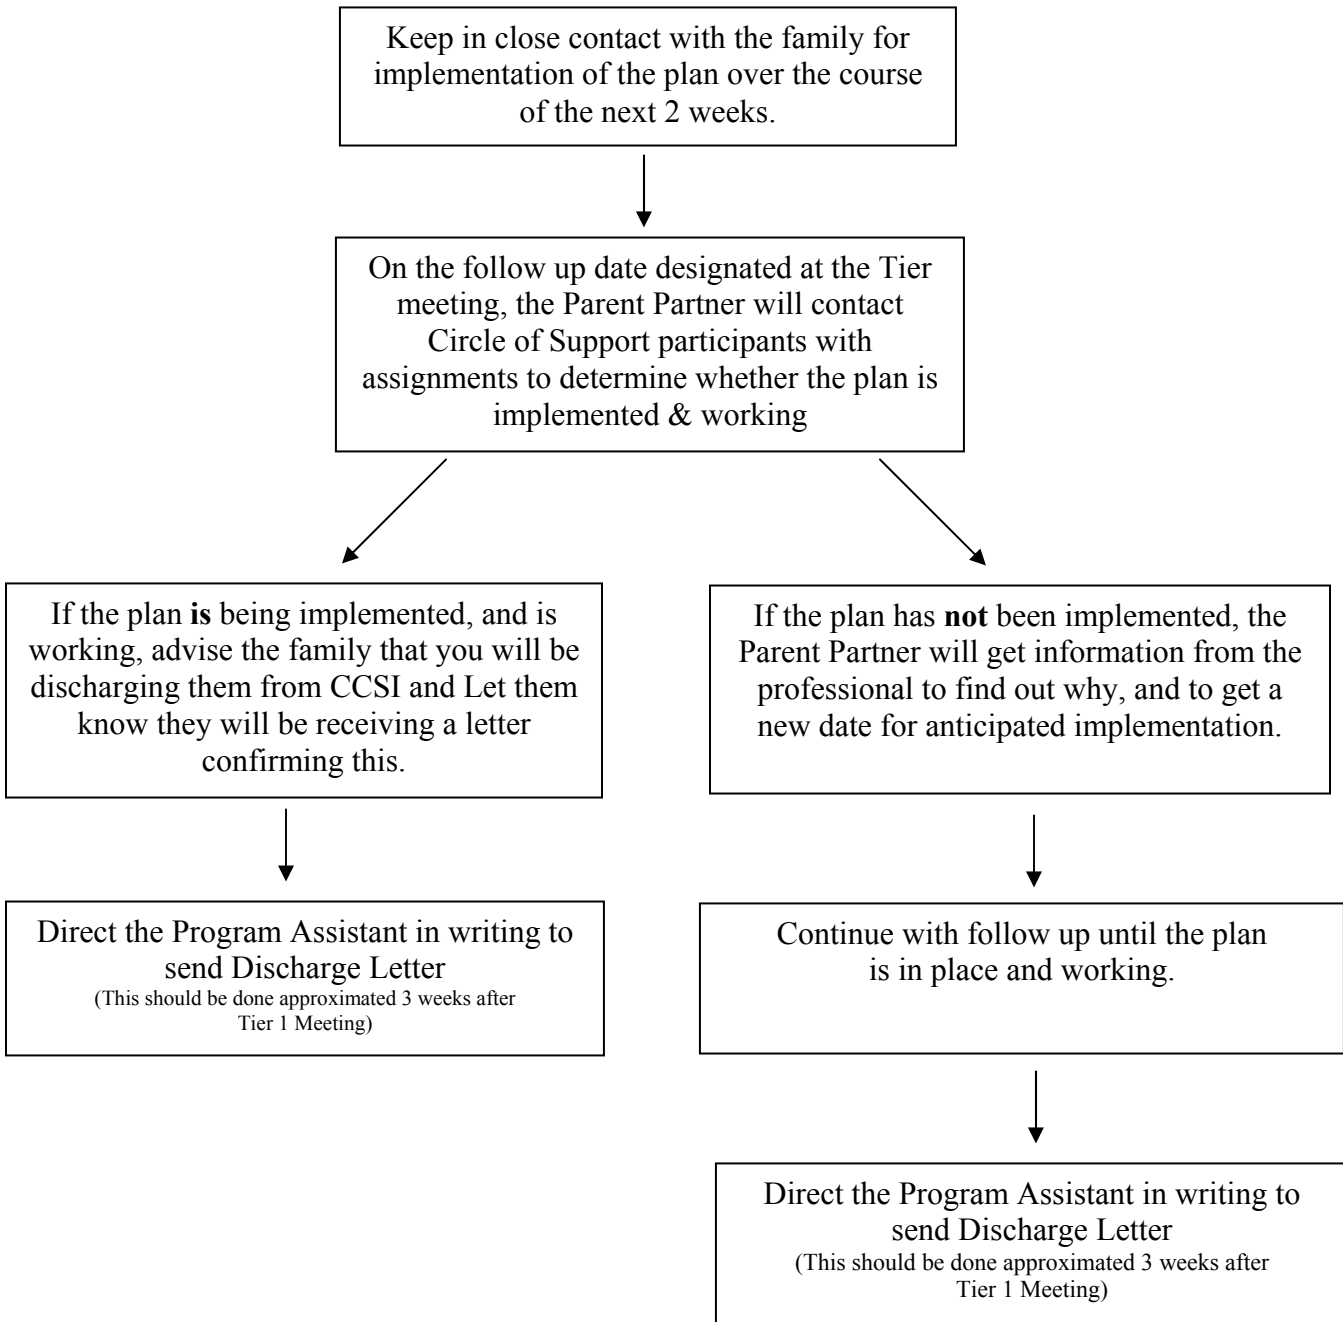 Keep in close contact with the family for
implementation of the plan over the course
of the next 2 weeks.
On the follow up date designated at the Tier
meeting, the Parent Partner will contact
Circle of Support participants with
assignments to determine whether the plan is
implemented & working
If the plan is being implemented, and is
working, advise the family that you will be
discharging them from CCSI and Let them
know they will be receiving a letter
confirming this.
If the plan has not been implemented, the
Parent Partner will get information from the
professional to find out why, and to get a
new date for anticipated implementation.
Direct the Program Assistant in writing to
send Discharge Letter
(This should be done approximated 3 weeks after
Tier 1 Meeting)
Continue with follow up until the plan
is in place and working.
Direct the Program Assistant in writing to
send Discharge Letter
(This should be done approximated 3 weeks after
Tier 1 Meeting)